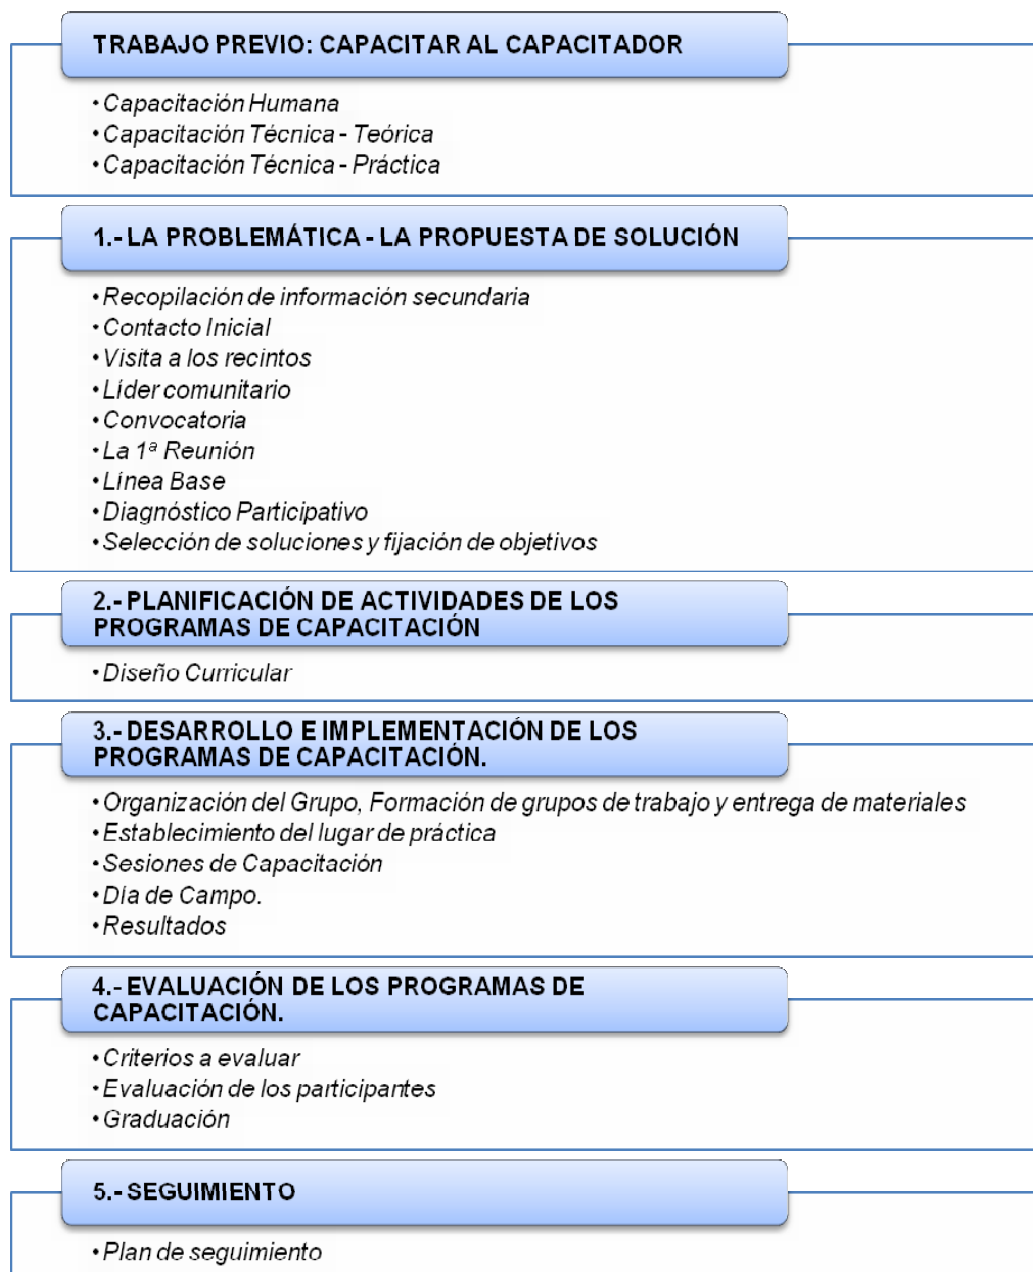 TRABAJO PREVIO: CAPACITAR AL CAPACITADOR
• Capacitación Humana
• Capacitación Técnica - Teórica
• Capacitación Técnica - Práctica
1.- LA PROBLEMÁTICA - LA PROPUESTA DE SOLUCIÓN
• Recopilación de información secundaria
• Contacto Inicial
• Visita a los recintos
• Líder comunitario
• Convocatoria
• La 1ª Reunión
• Línea Base
• Diagnóstico Participativo
• Selección de soluciones y fijación de objetivos
2.- PLANIFICACIÓN DE ACTIVIDADES DE LOS
PROGRAMAS DE CAPACITACIÓN
• Diseño Curricular
3.- DESARROLLO E IMPLEMENTACIÓN DE LOS
PROGRAMAS DE CAPACITACIÓN.
• Organización del Grupo, Formación de grupos de trabajo y entrega de materiales
• Establecimiento del lugar de práctica
• Sesiones de Capacitación
• Día de Campo.
• Resultados
4.- EVALUACIÓN DE LOS PROGRAMAS DE
CAPACITACIÓN.
• Criterios a evaluar
• Evaluación de los participantes
• Graduación
5.- SEGUIMIENTO
• Plan de seguimiento